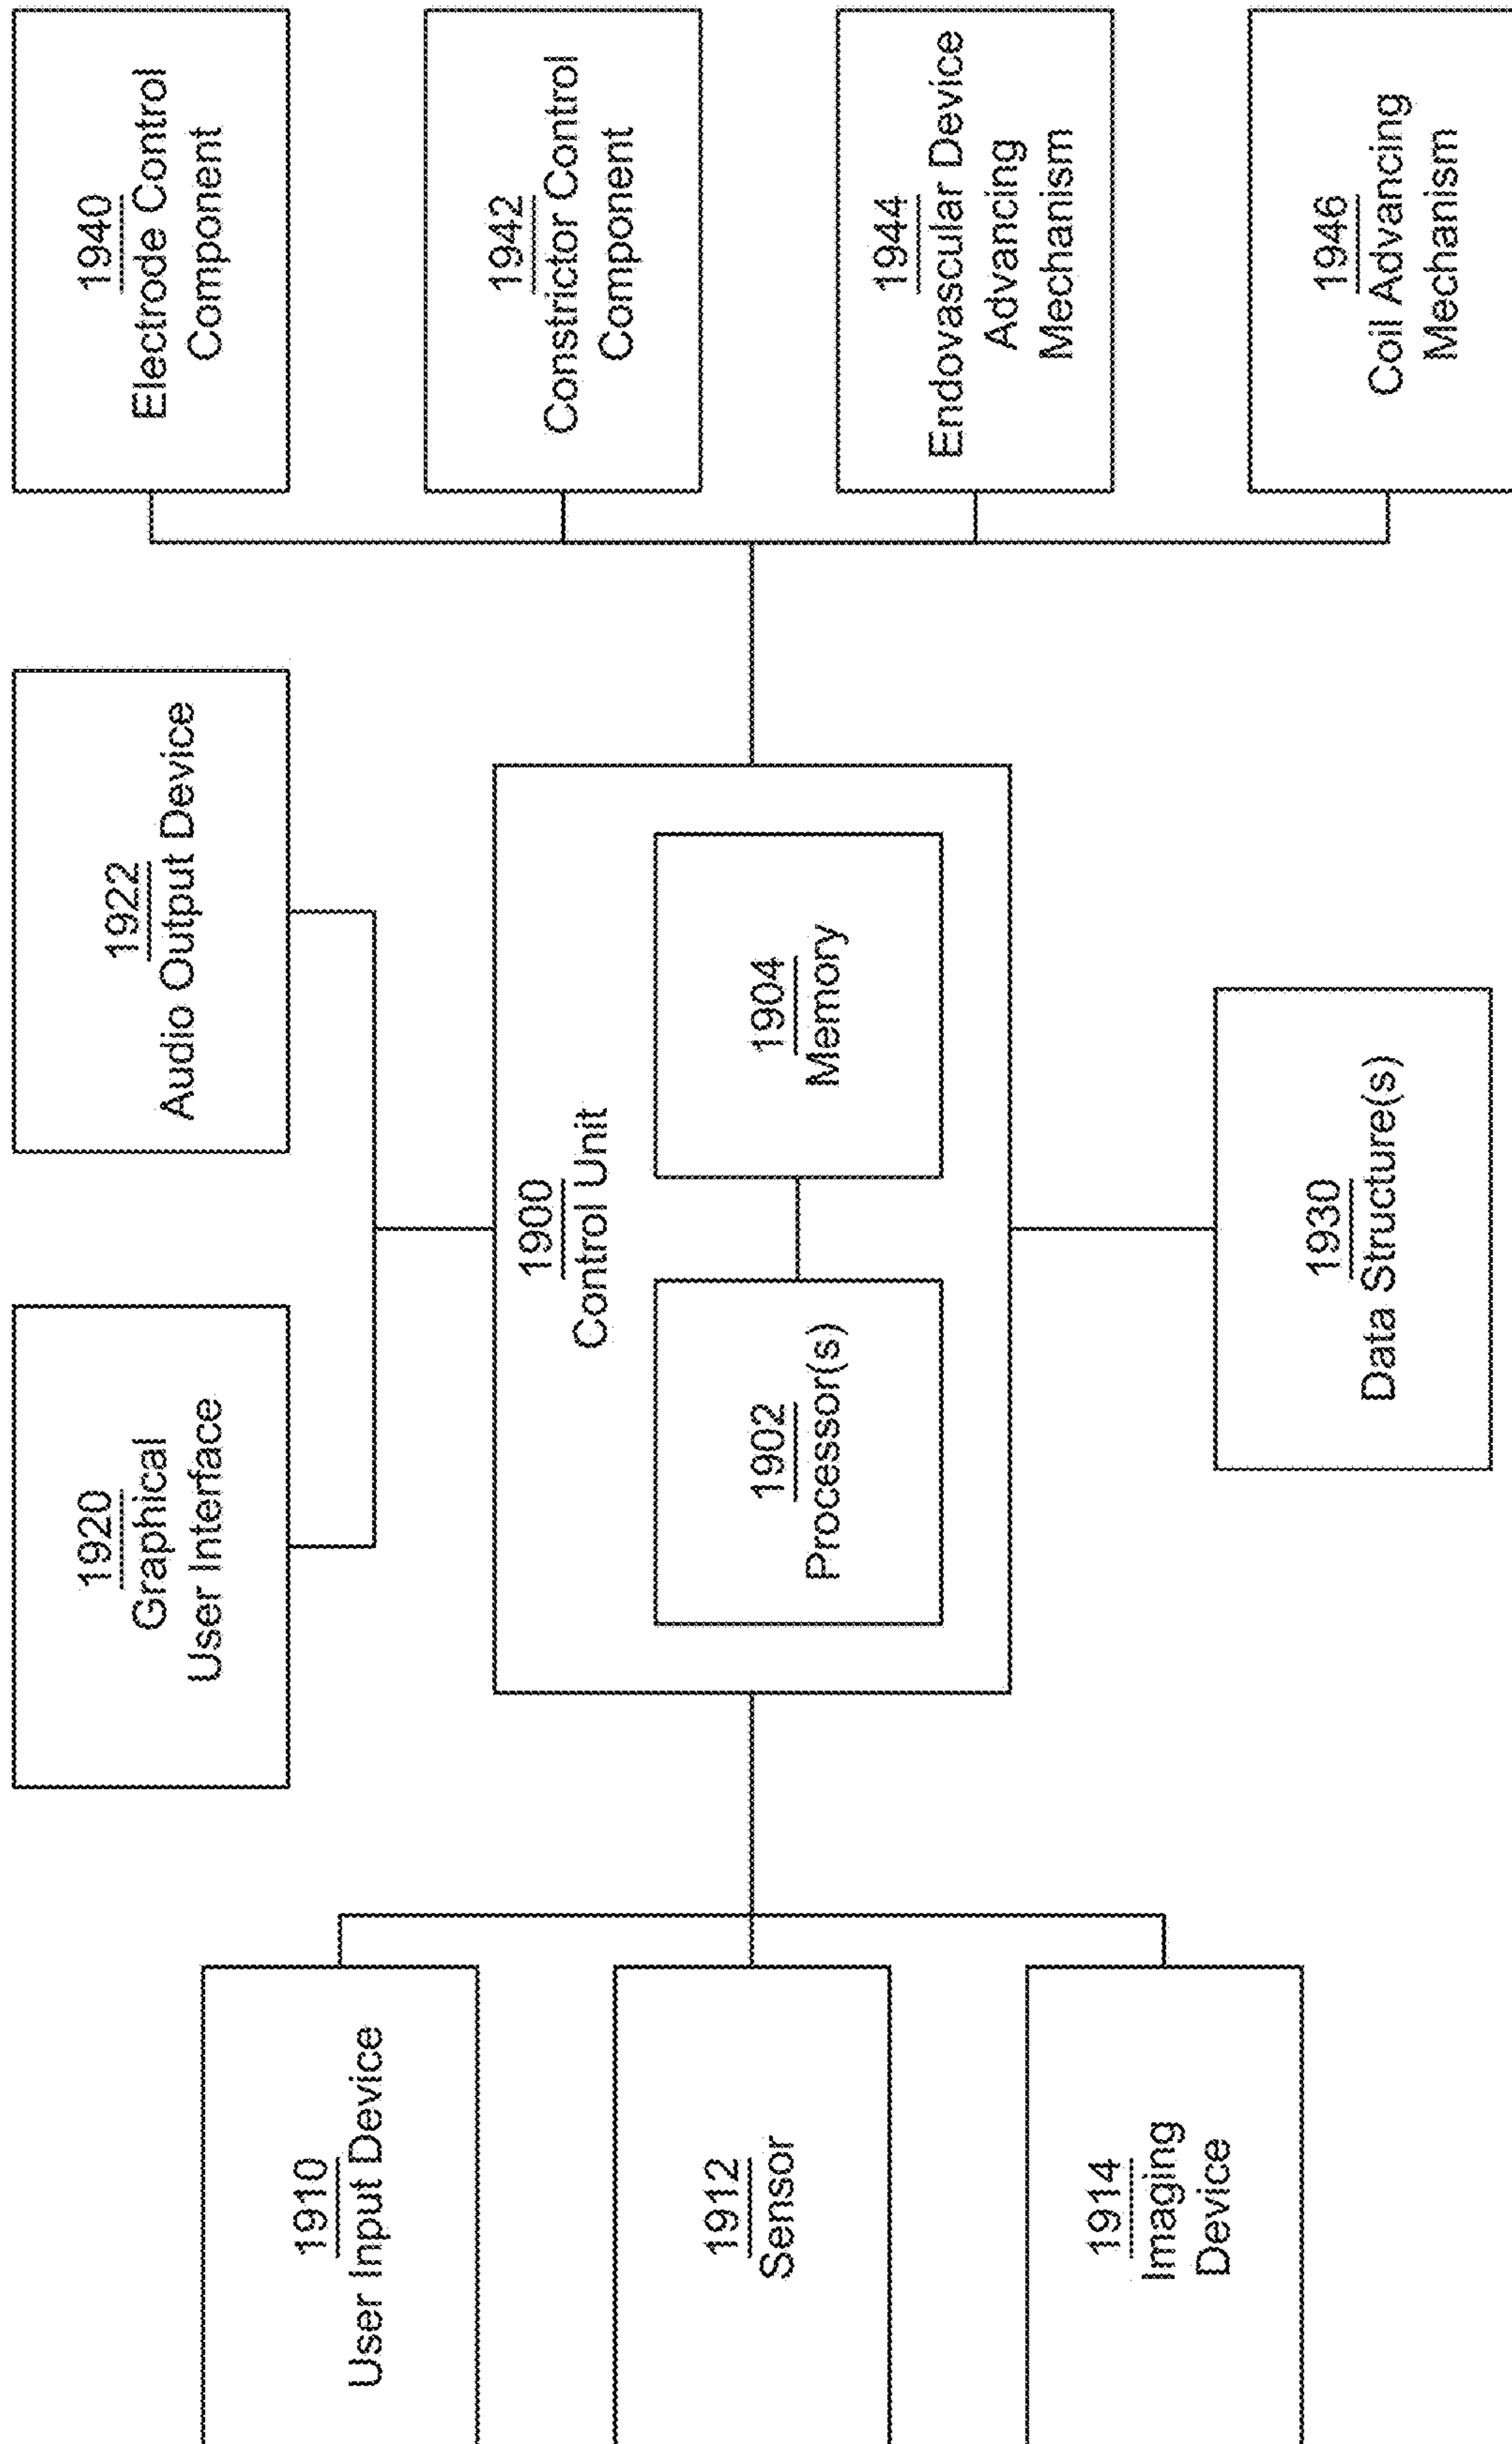 1910
User Input Device
1912
Sensor
1914
Imaging
Device
1920
Graphical
User Interface
1922
Audio Output Device
1900
Control Unit
1902
Processor(s)
1904
Memory
1930
Data Structure(s)
1940
Electrode Control
Component
1942
Constrictor Control
Component
1944
Endovascular Device
Advancing
Mechanism
1946
Coil Advancing
Mechanism